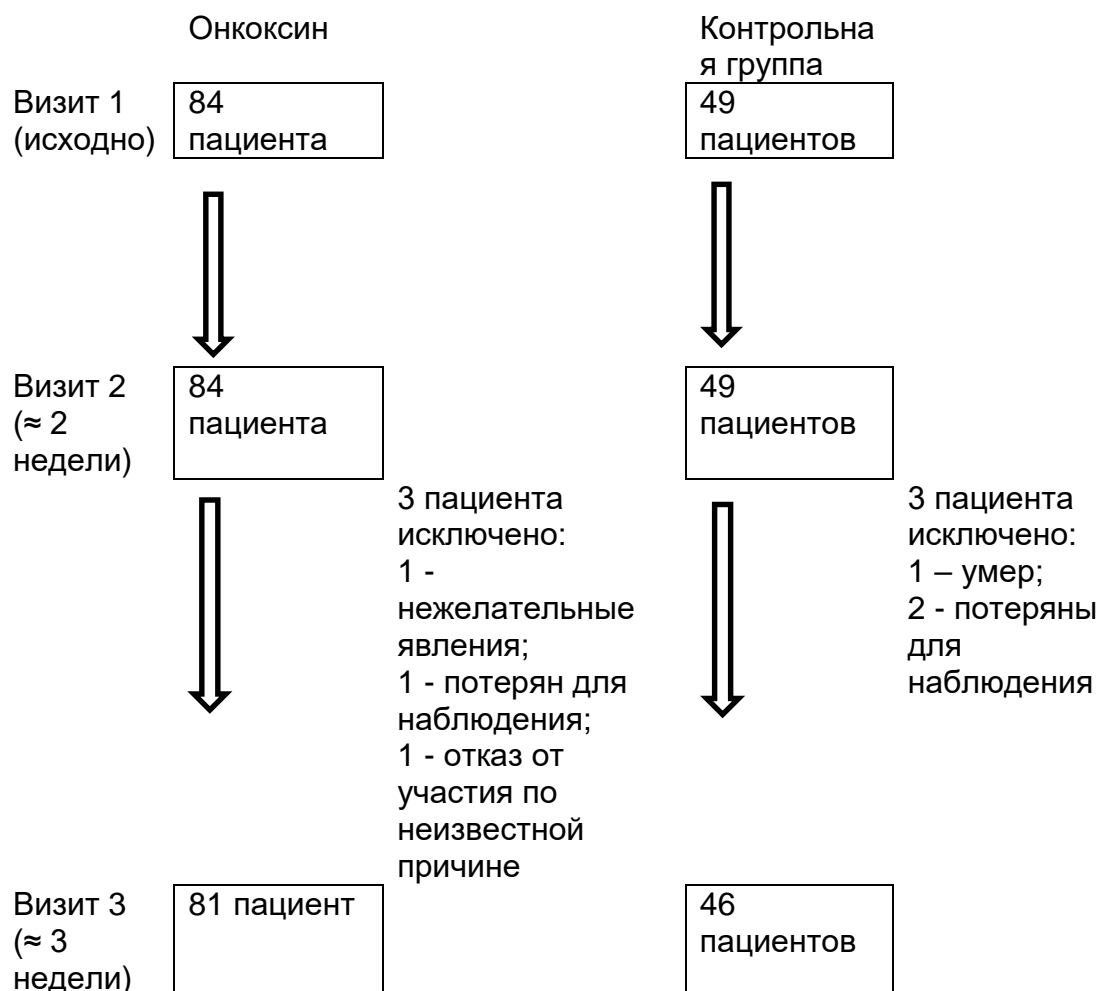 Онкоксин
Контрольна
я группа
Визит 1
(исходно)
84
пациента
49
пациентов
Визит 2
(≈ 2
недели)
84
пациента
49
пациентов
3 пациента
исключено:
1 -
нежелательные
явления;
1 - потерян для
наблюдения;
1 - отказ от
участия по
неизвестной
причине
3 пациента
исключено:
1 – умер;
2 - потеряны
для
наблюдения
Визит 3
(≈ 3
недели)
81 пациент
46
пациентов